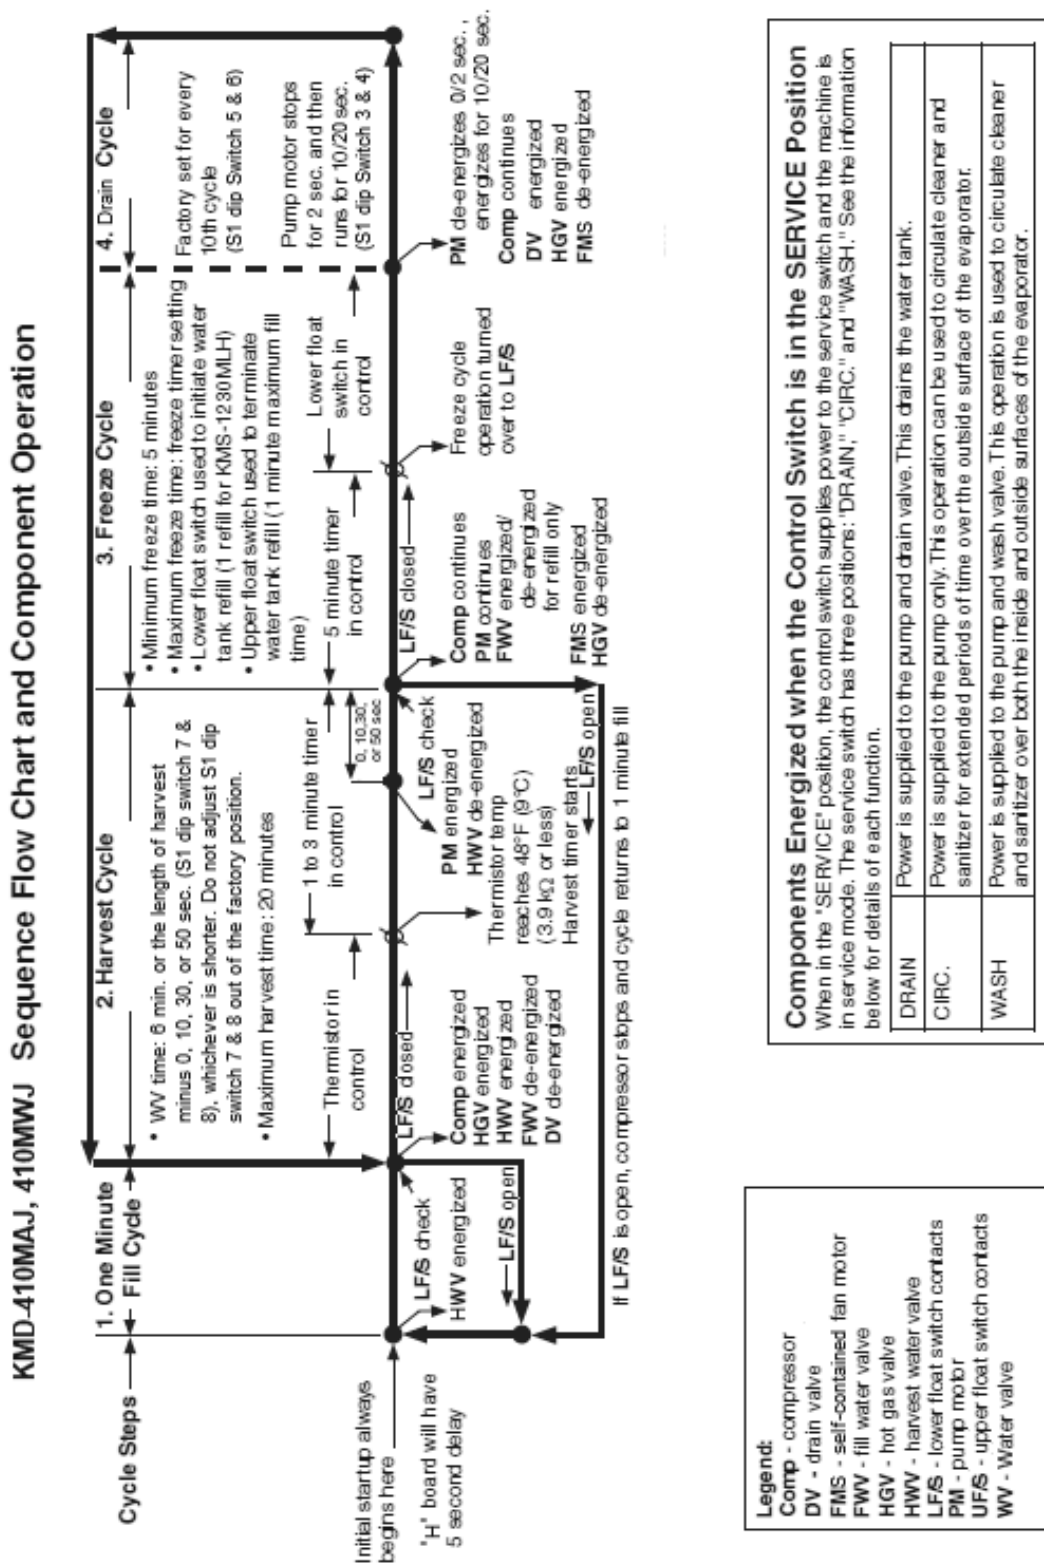 KMD-410MAJ, 410MWJ Sequence Flow Chart and Component Operation
Cycle Steps
1. One Minute
Fill Cycle
2. Harvest Cycle
3. Freeze Cycle
4. Drain Cycle
• WV time: 6 min. or the length of harvest
minus 0, 10, 30, or 50 sec. (S1 dip switch 7 &
8), whichever is shorter. Do not adjust S1 dip
switch 7 & 8 out of the factory position.
• Maximum harvest time: 20 minutes
• Minimum freeze time: 5 minutes
• Maximum freeze time: freeze timer setting
• Lower float switch used to initiate water
tank refill (1 refill for KMS-1230MLH)
• Upper float switch used to terminate
water tank refill (1 minute maximum fill
time)
Factory set for every
10th cycle
(S1 dip Switch 5 & 6)
Pump motor stops
for 2 sec. and then
runs for 10/20 sec.
(S1 dip Switch 3 & 4)
Thermistor in
control
1 to 3 minute timer
in control
0, 10,30,
or 50 sec
5 minute timer
in control
Lower float
switch in
control
Initial startup always
begins here
"H" board will have
5 second delay
LF/S check
HWV energized
LF/S open
LF/S closed
Comp energized
HGV energized
HWV energized
FWV de-energized
DV de-energized
Thermistor temp
reaches 48°F (9°C)
(3.9 kΩ or less)
Harvest timer starts
PM energized
HWV de-energized
LF/S check
LF/S open
LF/S closed
Comp continues
PM continues
FWV energized/
de-energized
for refill only
FMS energized
HGV de-energized
Freeze cycle
operation turned
over to LF/S
PM de-energizes 0/2 sec. ,
energizes for 10/20 sec.
Comp continues
DV energized
HGV energized
FMS de-energized
If LF/S is open, compressor stops and cycle returns to 1 minute fill
Legend:
Comp - compressor
DV - drain valve
FMS - self-contained fan motor
FWV - fill water valve
HGV - hot gas valve
HWV - harvest water valve
LF/S - lower float switch contacts
PM - pump motor
UF/S - upper float switch contacts
WV - Water valve
Components Energized when the Control Switch is in the SERVICE Position
When in the "SERVICE" position, the control switch supplies power to the service switch and the machine is
in service mode. The service switch has three positions: "DRAIN," "CIRC." and "WASH." See the information
below for details of each function.
DRAIN Power is supplied to the pump and drain valve. This drains the water tank.
CIRC. Power is supplied to the pump only. This operation can be used to circulate cleaner and
sanitizer for extended periods of time over the outside surface of the evaporator.
WASH Power is supplied to the pump and wash valve. This operation is used to circulate cleaner
and sanitizer over both the inside and outside surfaces of the evaporator.